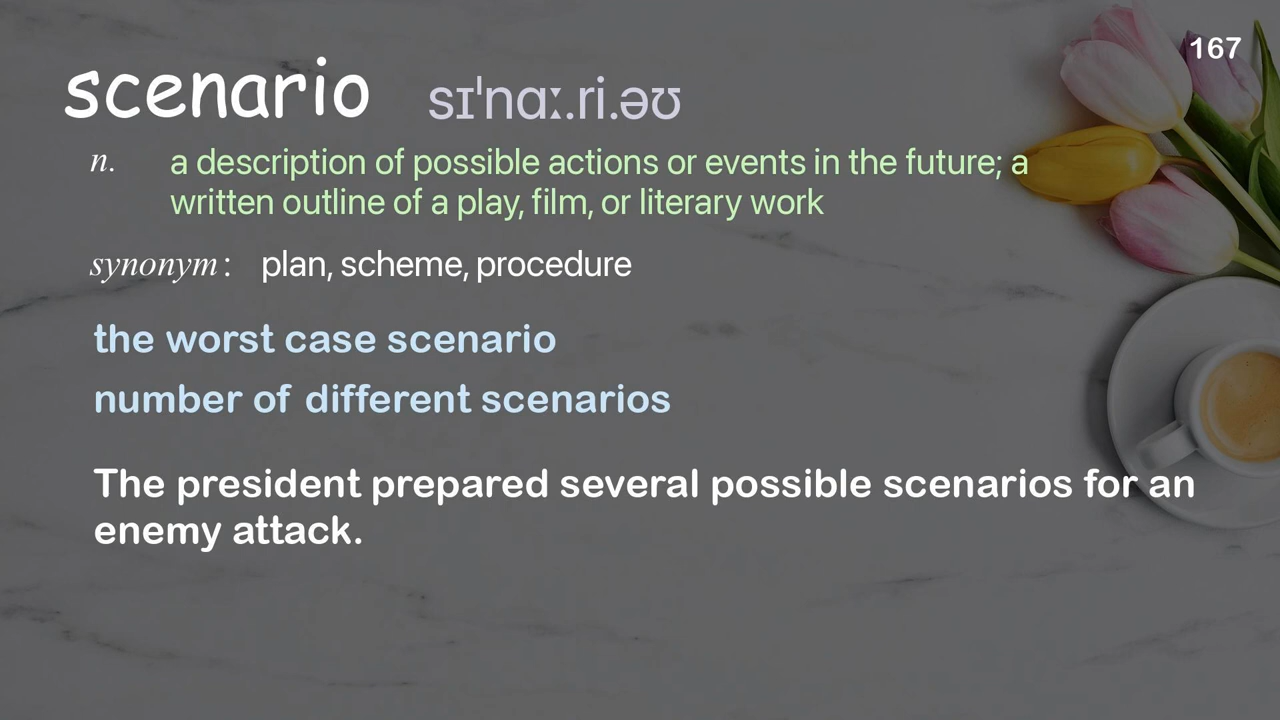 167
scenario sɪˈnɑː.ri.əʊ
n. a description of possible actions or events in the future; a
written outline of a play, film, or literary work
synonym : plan, scheme, procedure
the worst case scenario
number of different scenarios
The president prepared several possible scenarios for an
enemy attack.